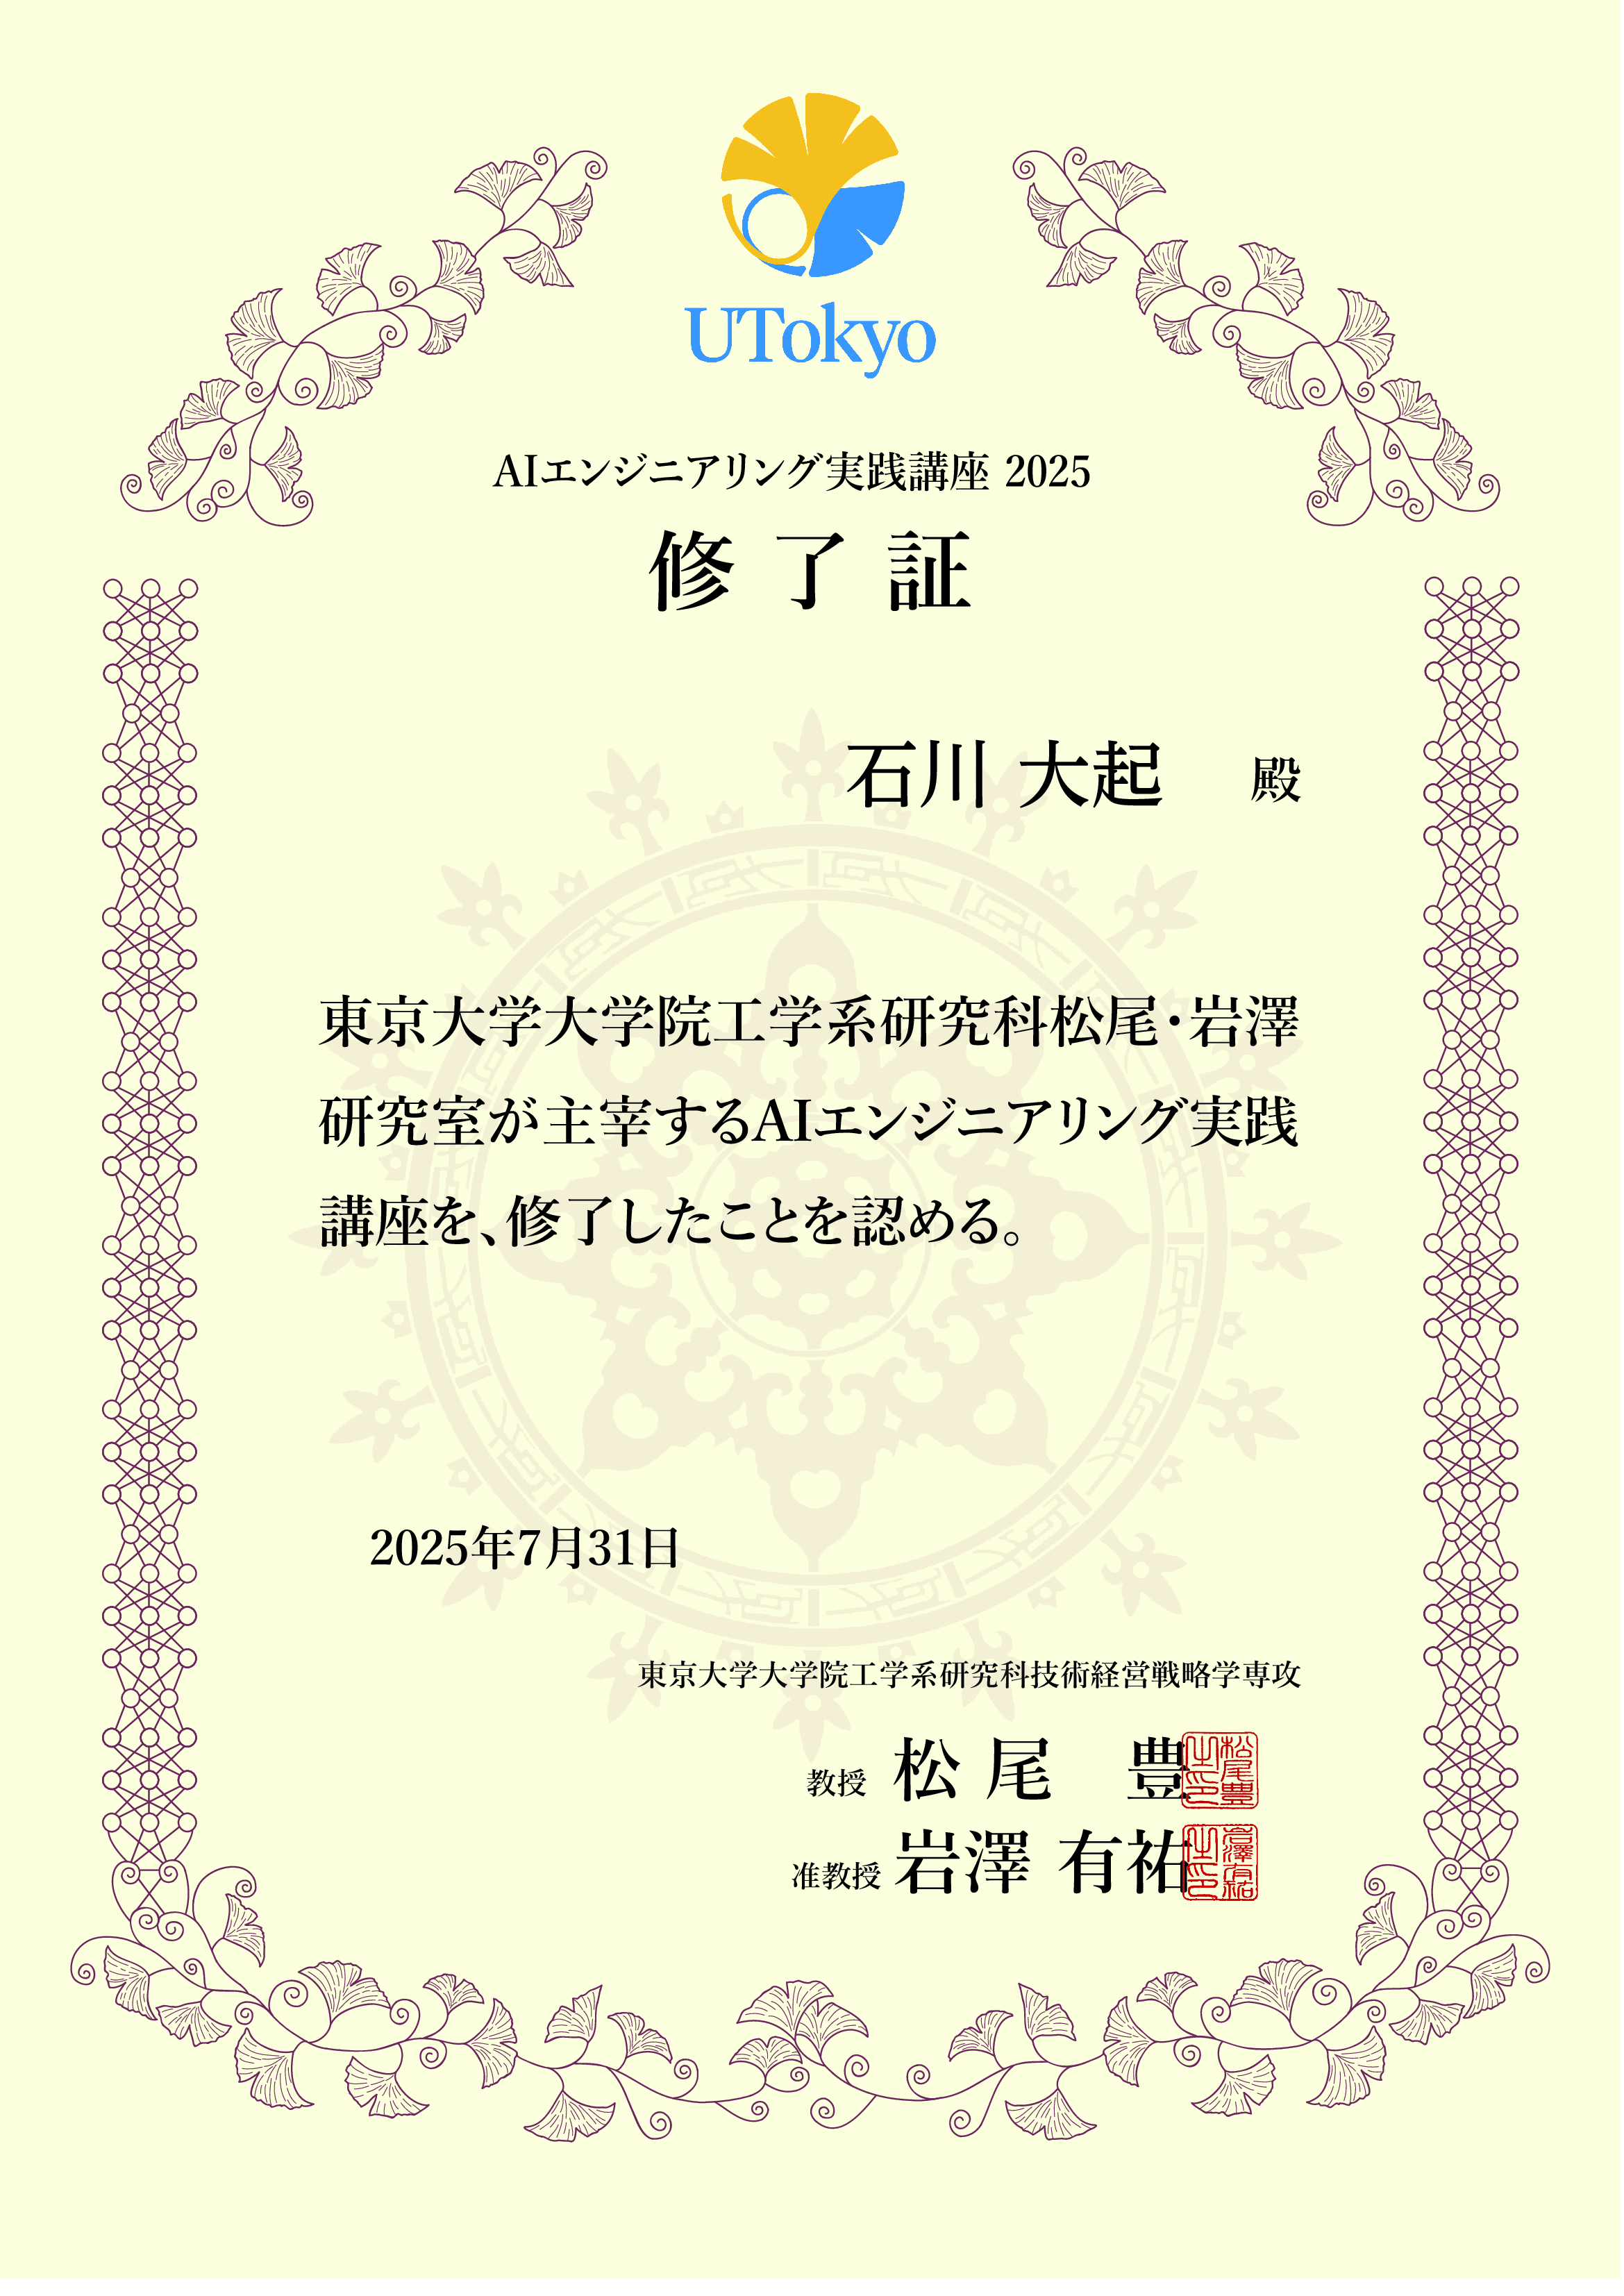 UTokyo
AIエンジニアリング実践講座 2025
修了証
石川 大起 殿
東京大学大学院工学系研究科松尾・岩澤
研究室が主宰するAIエンジニアリング実践
講座を、修了したことを認める。
2025年7月31日
東京大学大学院工学系研究科技術経営戦略学専攻
教授 松尾 豊
松尾豊之印
准教授 岩澤 有祐
岩澤有祐之印